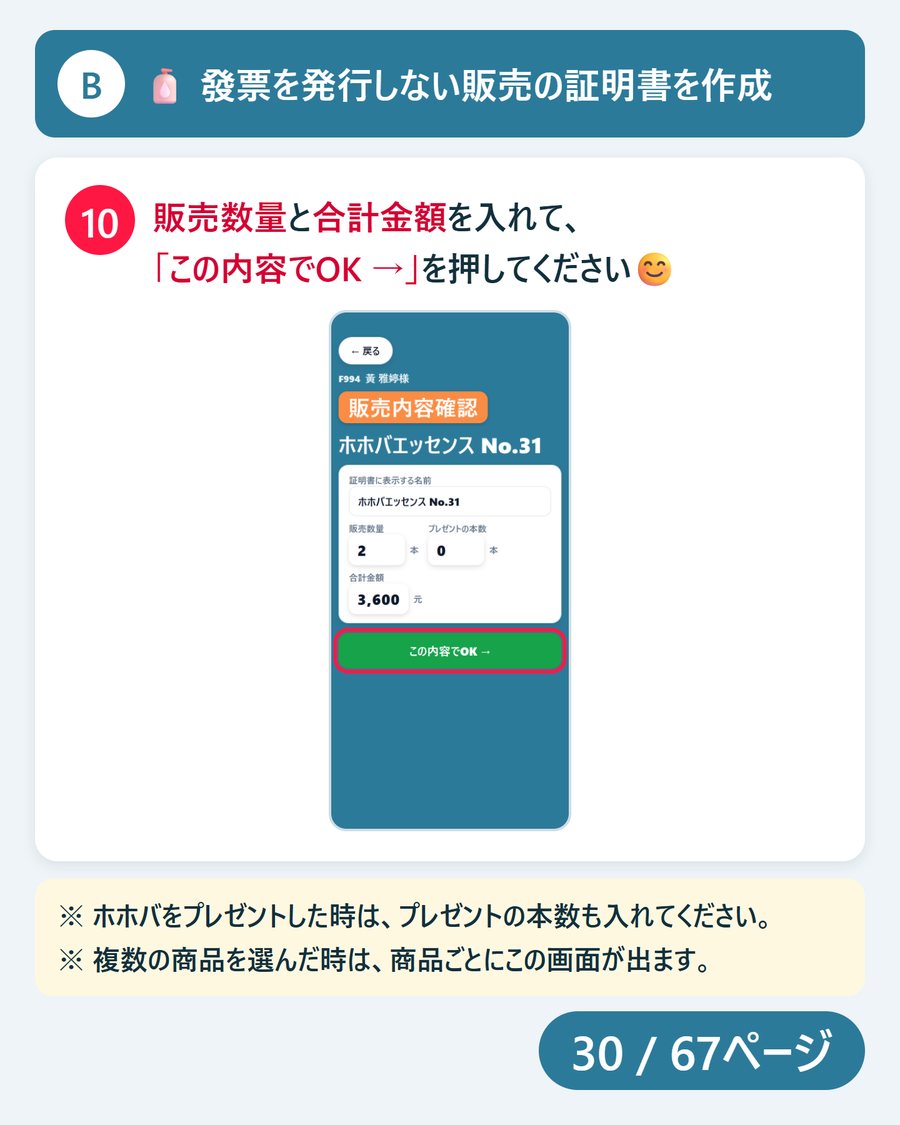 B 發票を発行しない販売の証明書を作成
10 販売数量と合計金額を入れて、
「この内容でOK →」を押してください😊
← 戻る
F994 黃 雅婷様
販売内容確認
ホホバエッセンス No.31
証明書に表示する名前
ホホバエッセンス No.31
販売数量 プレゼントの本数
2 本 0 本
合計金額
3,600 元
この内容でOK →
※ ホホバをプレゼントした時は、プレゼントの本数も入れてください。
※ 複数の商品を選んだ時は、商品ごとにこの画面が出ます。
30 / 67ページ